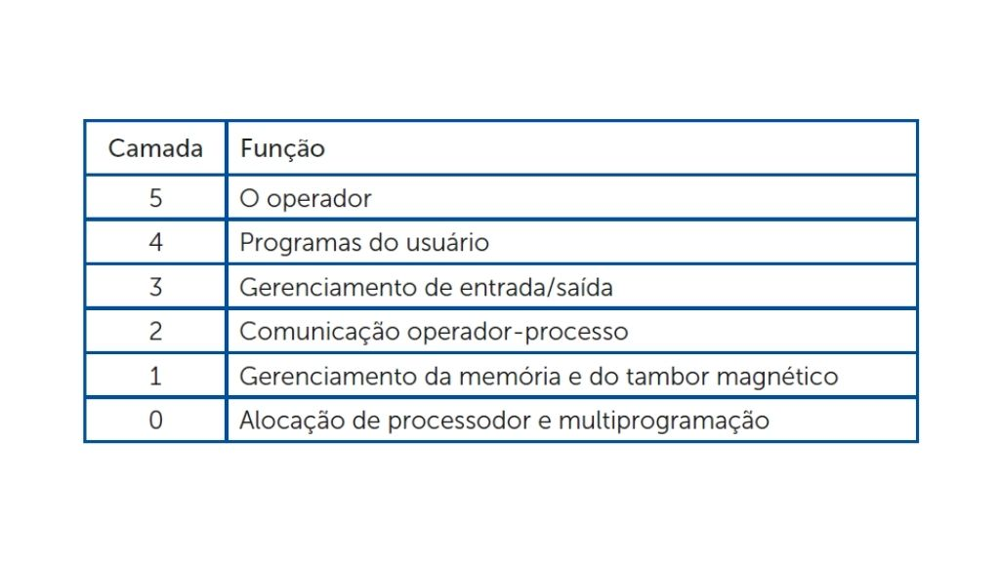 Camada Função
5 O operador
4 Programas do usuário
3 Gerenciamento de entrada/saída
2 Comunicação operador-processo
1 Gerenciamento da memória e do tambor magnético
0 Alocação de processador e multiprogramação